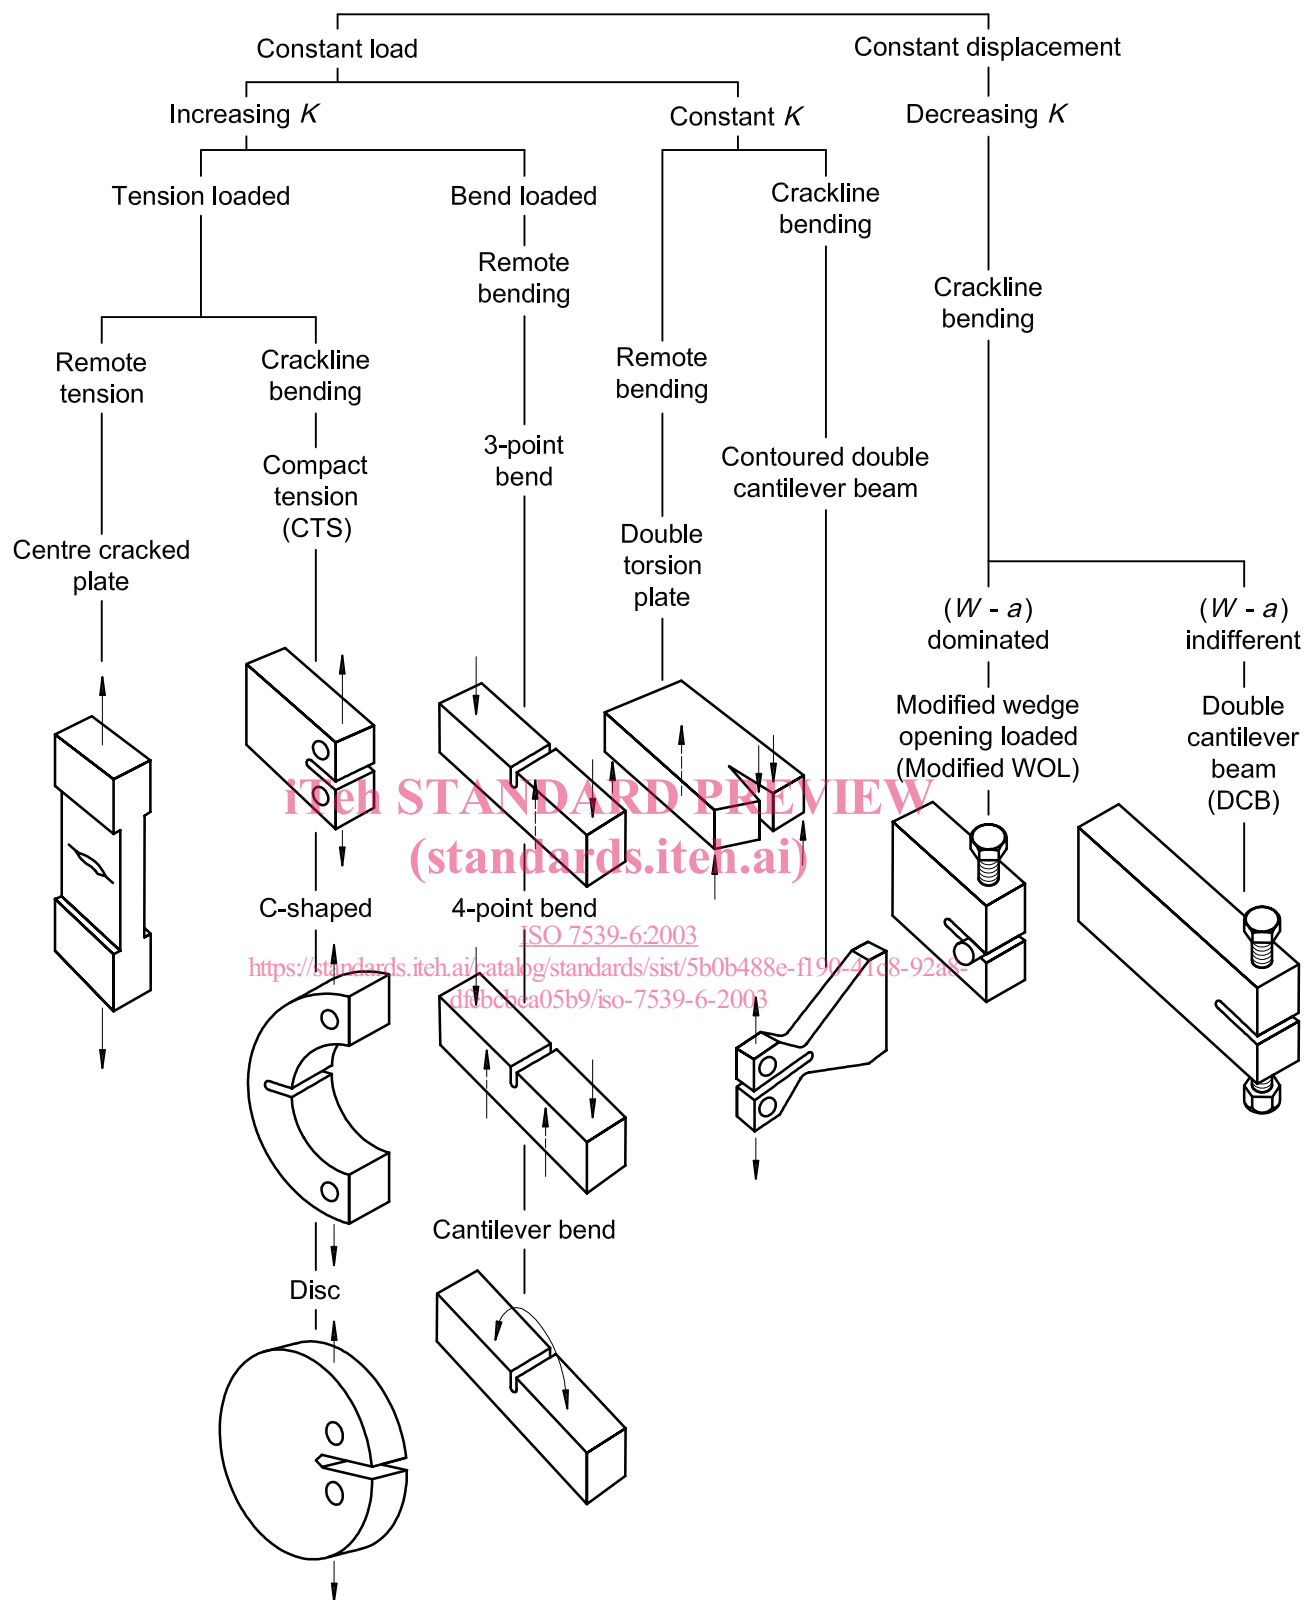 Constant load
Constant displacement
Increasing K
Constant K
Decreasing K
Tension loaded
Bend loaded
Crackline
bending
Remote
bending
Crackline
bending
Remote
tension
Crackline
bending
Remote
bending
3-point
bend
Compact
tension
(CTS)
Contoured double
cantilever beam
Centre cracked
plate
Double
torsion
plate
(W - a)
dominated
(W - a)
indifferent
Modified wedge
opening loaded
(Modified WOL)
Double
cantilever
beam
(DCB)
iTeh STANDARD PREVIEW
(standards.iteh.ai)
C-shaped
4-point bend
ISO 7539-6:2003
https://standards.iteh.ai/catalog/standards/sist/5b0b488e-f190-41c8-92a8-
dfebcbea05b9/iso-7539-6-2003
Cantilever bend
Disc